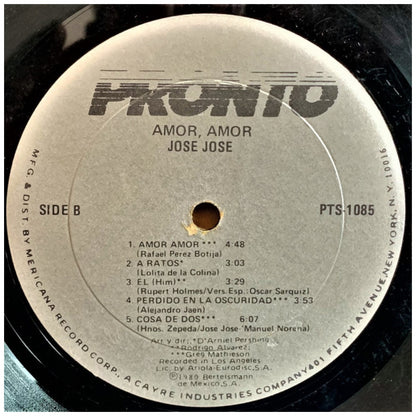 PRONTO
AMOR, AMOR
JOSE JOSE
SIDE B
PTS-1085
1. AMOR AMOR *** 4:48
(Rafael Perez Botija)
2. A RATOS* 3:03
(Lolita de la Colina)
3. EL (Him)** 3:29
(Rupert Holmes/Vers. Esp: Oscar Sarquiz)
4. PERDIDO EN LA OSCURIDAD*** 3:53
(Alejandro Jaen)
5. COSA DE DOS*** 6:07
(Hnos. Zepeda/Jose Jose *Manuel Norena)
Art y dir: *D'Arniel Pershing
**Rodrigo Alvarez;
***Greg Mathieson
Recorded in Los Angeles
Lic. by Ariola-Eurodisc S.A.
℗1980 Bertelsmann
de Mexico S.A.
MFG. & DIST. BY MERICANA RECORD CORP., A CAYRE INDUSTRIES COMPANY 401 FIFTH AVENUE, NEW YORK, N.Y. 10016